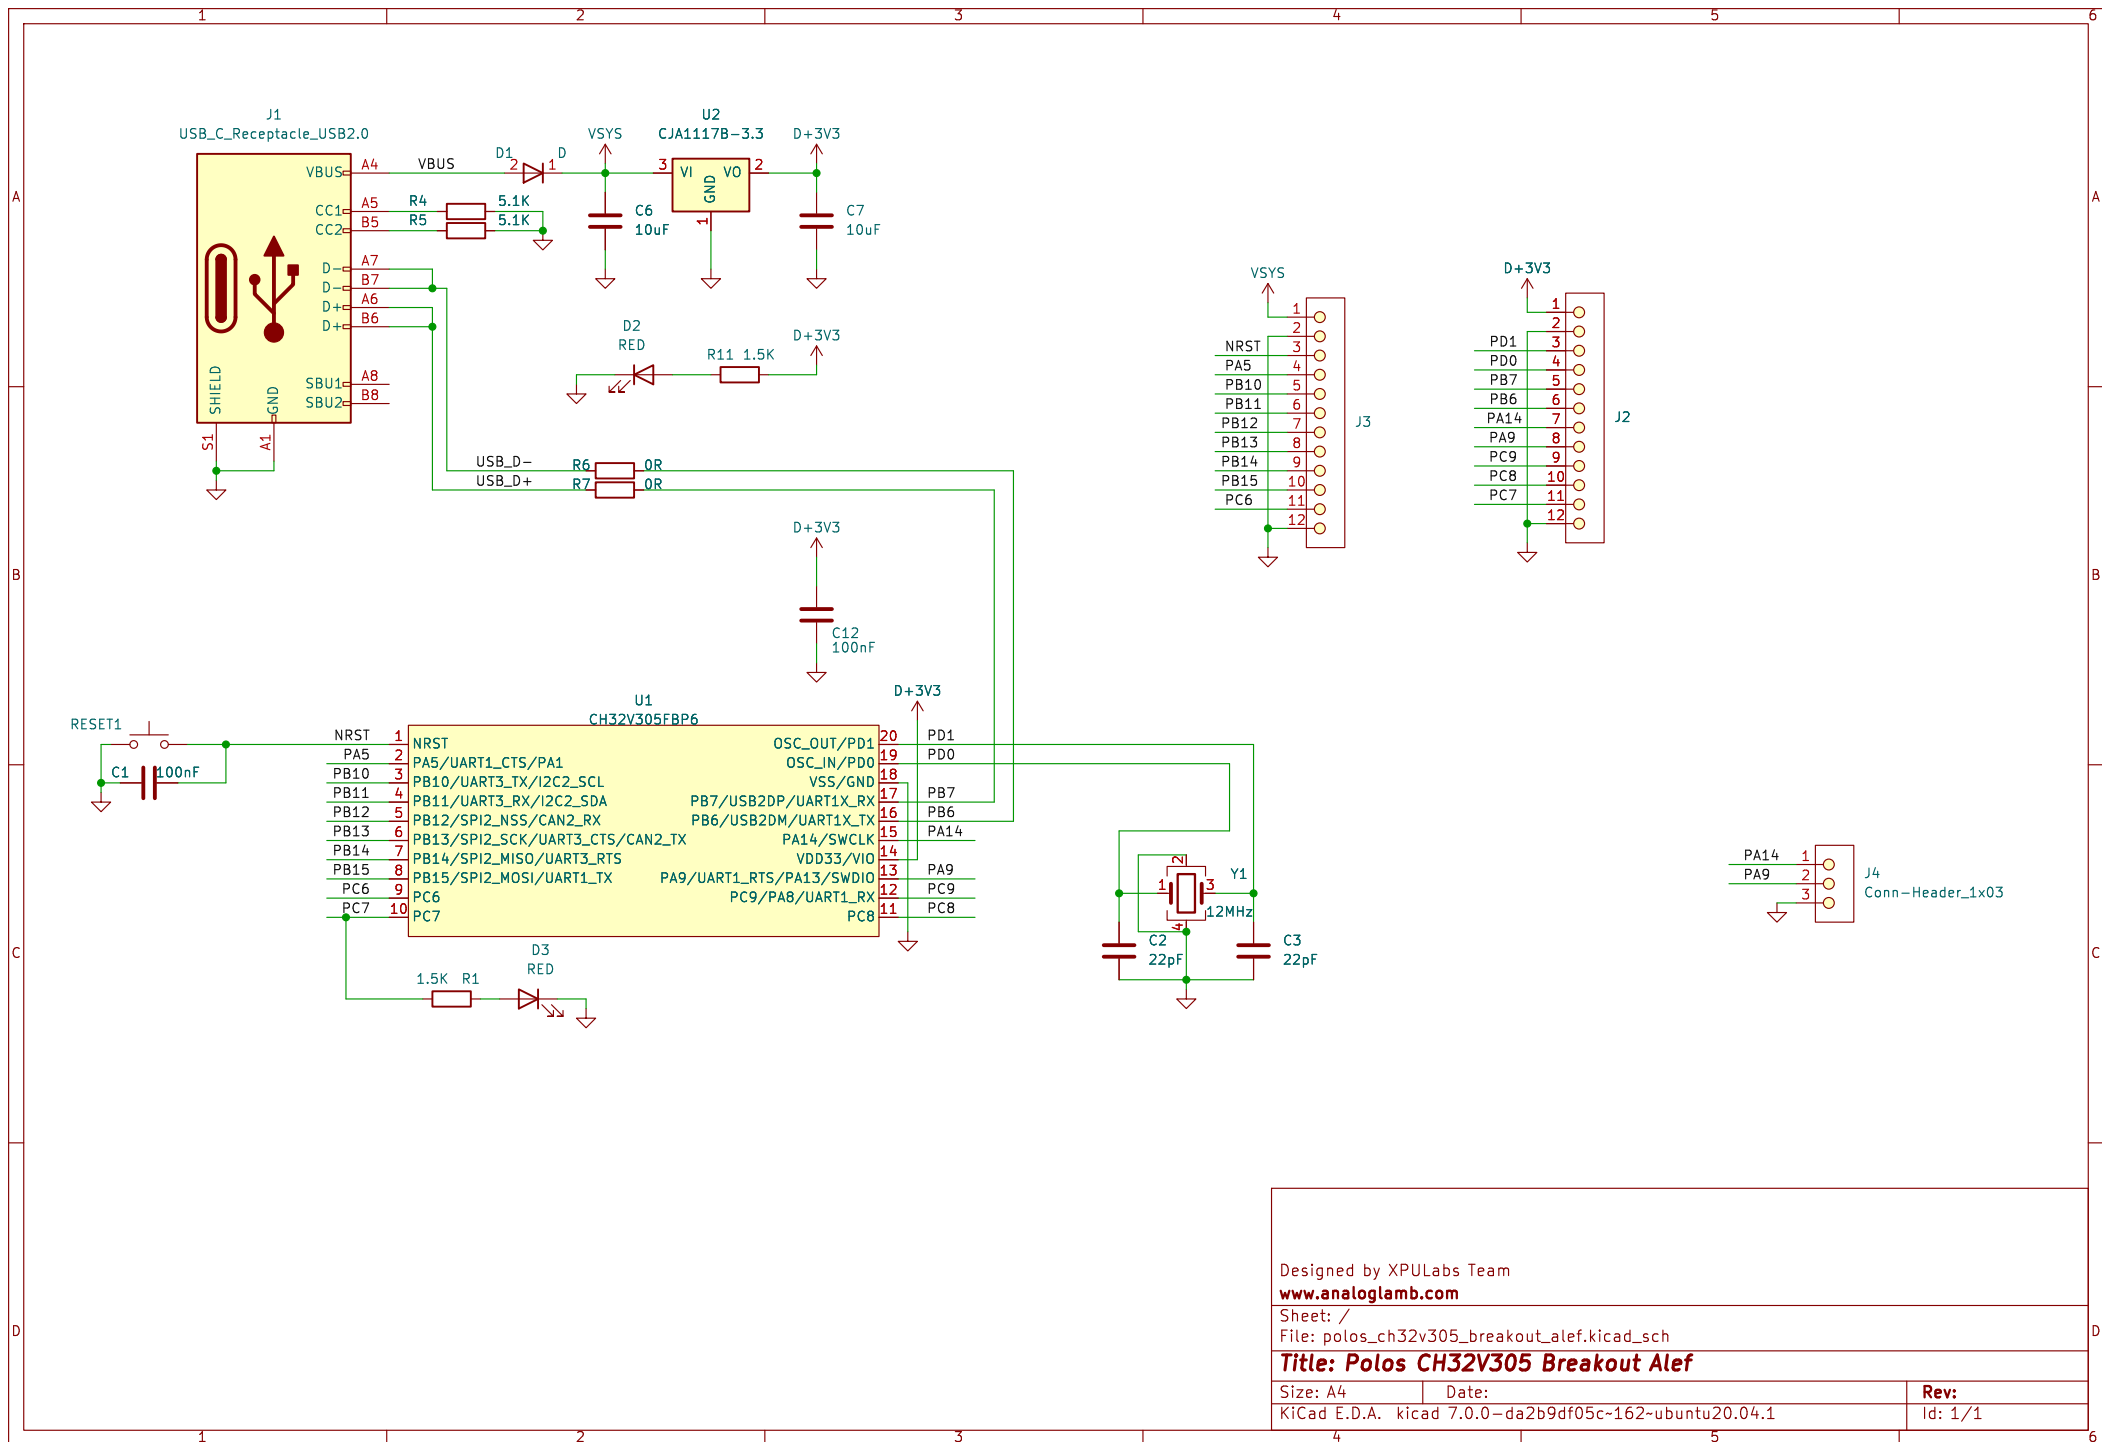 1 2 3 4 5 6
A A
B B
C C
D D
J1
USB_C_Receptacle_USB2.0
VBUS A4
CC1 A5
CC2 B5
D- A7
D- B7
D+ A6
D+ B6
SBU1 A8
SBU2 B8
SHIELD
GND
S1
A1
VBUS
D1
2 1
D
R4 5.1K
R5 5.1K
VSYS
C6
10uF
U2
CJA1117B-3.3
3 VI VO 2
GND
1
D+3V3
C7
10uF
D2
RED
R11 1.5K
D+3V3
USB_D- R6 0R
USB_D+ R7 0R
D+3V3
C12
100nF
VSYS
1
2
NRST 3
PA5 4
PB10 5
PB11 6
PB12 7
PB13 8
PB14 9
PB15 10
PC6 11
12
J3
D+3V3
1
2
PD1 3
PD0 4
PB7 5
PB6 6
PA14 7
PA9 8
PC9 9
PC8 10
PC7 11
12
J2
RESET1
C1 100nF
U1
CH32V305FBP6
NRST 1 NRST
PA5 2 PA5/UART1_CTS/PA1
PB10 3 PB10/UART3_TX/I2C2_SCL
PB11 4 PB11/UART3_RX/I2C2_SDA
PB12 5 PB12/SPI2_NSS/CAN2_RX
PB13 6 PB13/SPI2_SCK/UART3_CTS/CAN2_TX
PB14 7 PB14/SPI2_MISO/UART3_RTS
PB15 8 PB15/SPI2_MOSI/UART1_TX
PC6 9 PC6
PC7 10 PC7
D+3V3
OSC_OUT/PD1 20 PD1
OSC_IN/PD0 19 PD0
VSS/GND 18
PB7/USB2DP/UART1X_RX 17 PB7
PB6/USB2DM/UART1X_TX 16 PB6
PA14/SWCLK 15 PA14
VDD33/VIO 14
PA9/UART1_RTS/PA13/SWDIO 13 PA9
PC9/PA8/UART1_RX 12 PC9
PC8 11 PC8
D3
RED
1.5K R1
2
1 3
4
Y1
12MHz
C2
22pF
C3
22pF
PA14 1
PA9 2
3
J4
Conn-Header_1x03
Designed by XPULabs Team
www.analoglamb.com
Sheet: /
File: polos_ch32v305_breakout_alef.kicad_sch
Title: Polos CH32V305 Breakout Alef
Size: A4 Date: Rev:
KiCad E.D.A. kicad 7.0.0-da2b9df05c~162~ubuntu20.04.1 Id: 1/1
1 2 3 4 5 6